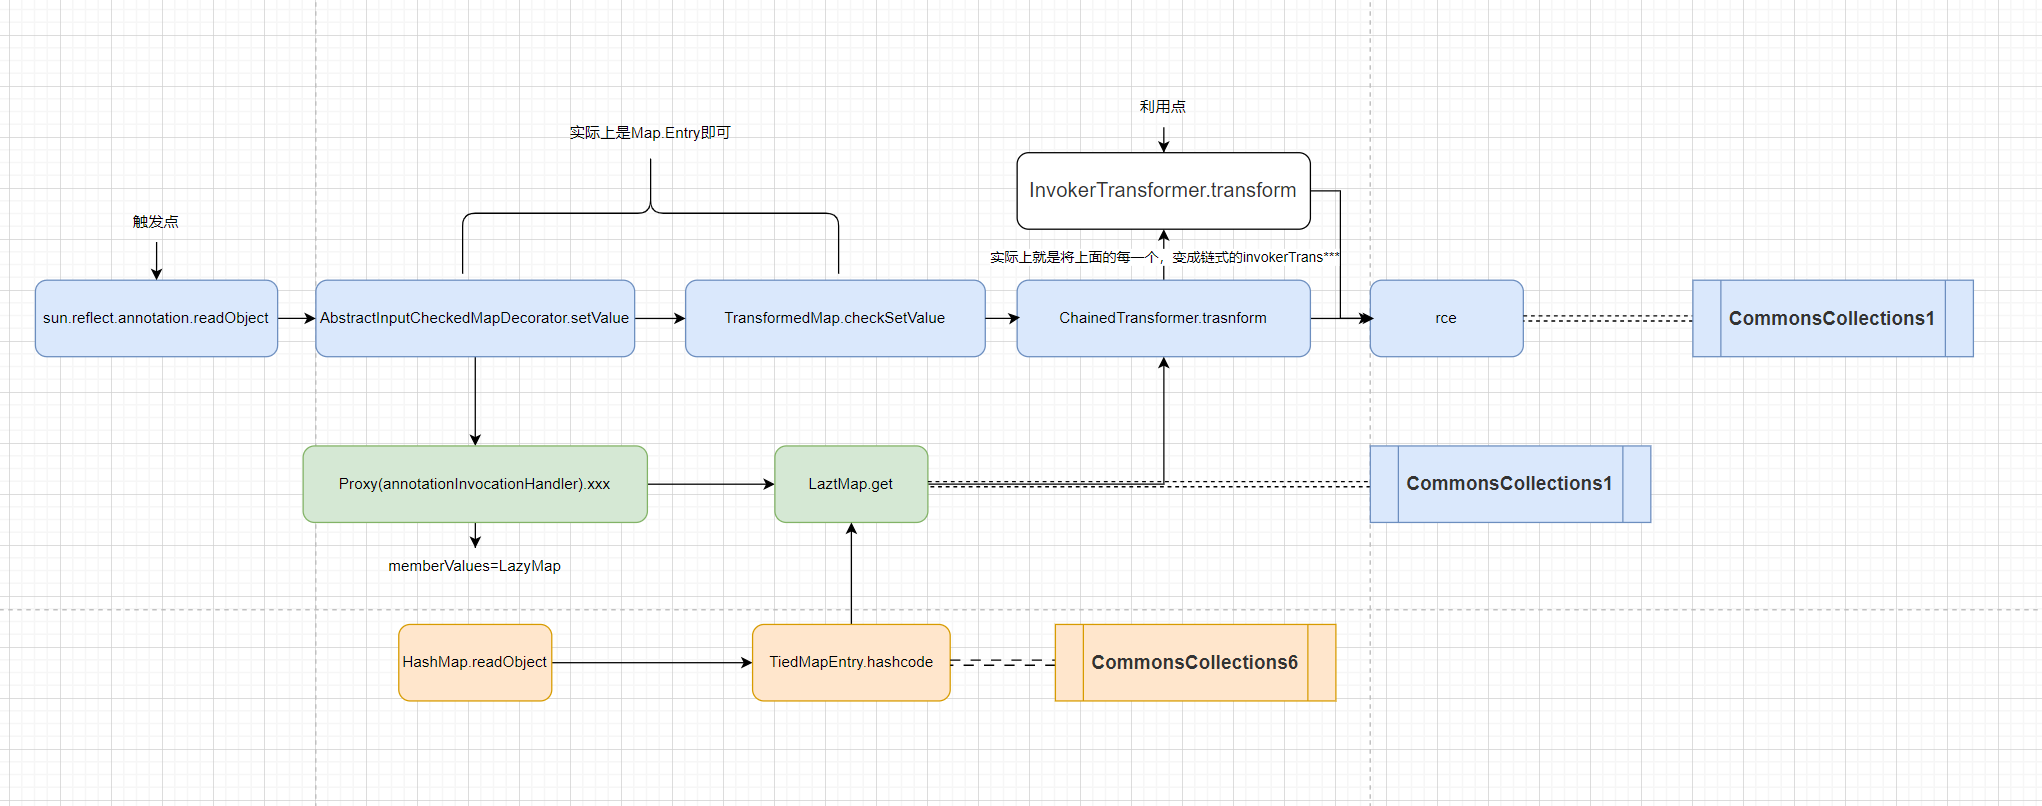 利用点
实际上是Map.Entry即可
InvokerTransformer.transform
触发点
实际上就是将上面的每一个，变成链式的invokerTrans***
sun.reflect.annotation.readObject
AbstractInputCheckedMapDecorator.setValue
TransformedMap.checkSetValue
ChainedTransformer.trasnform
rce
CommonsCollections1
Proxy(annotationInvocationHandler).xxx
LaztMap.get
CommonsCollections1
memberValues=LazyMap
HashMap.readObject
TiedMapEntry.hashcode
CommonsCollections6